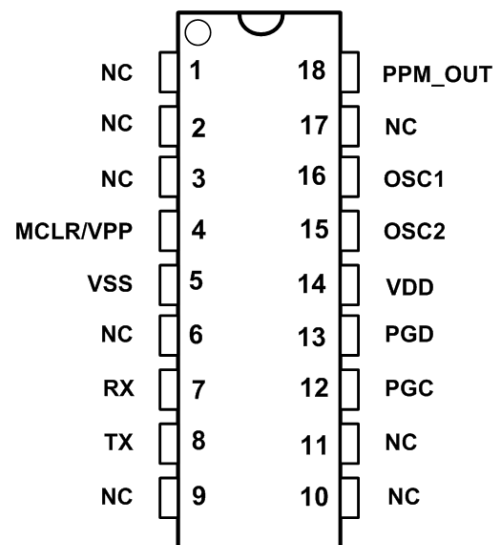 NC 1 18 PPM_OUT
NC 2 17 NC
NC 3 16 OSC1
MCLR/VPP 4 15 OSC2
VSS 5 14 VDD
NC 6 13 PGD
RX 7 12 PGC
TX 8 11 NC
NC 9 10 NC